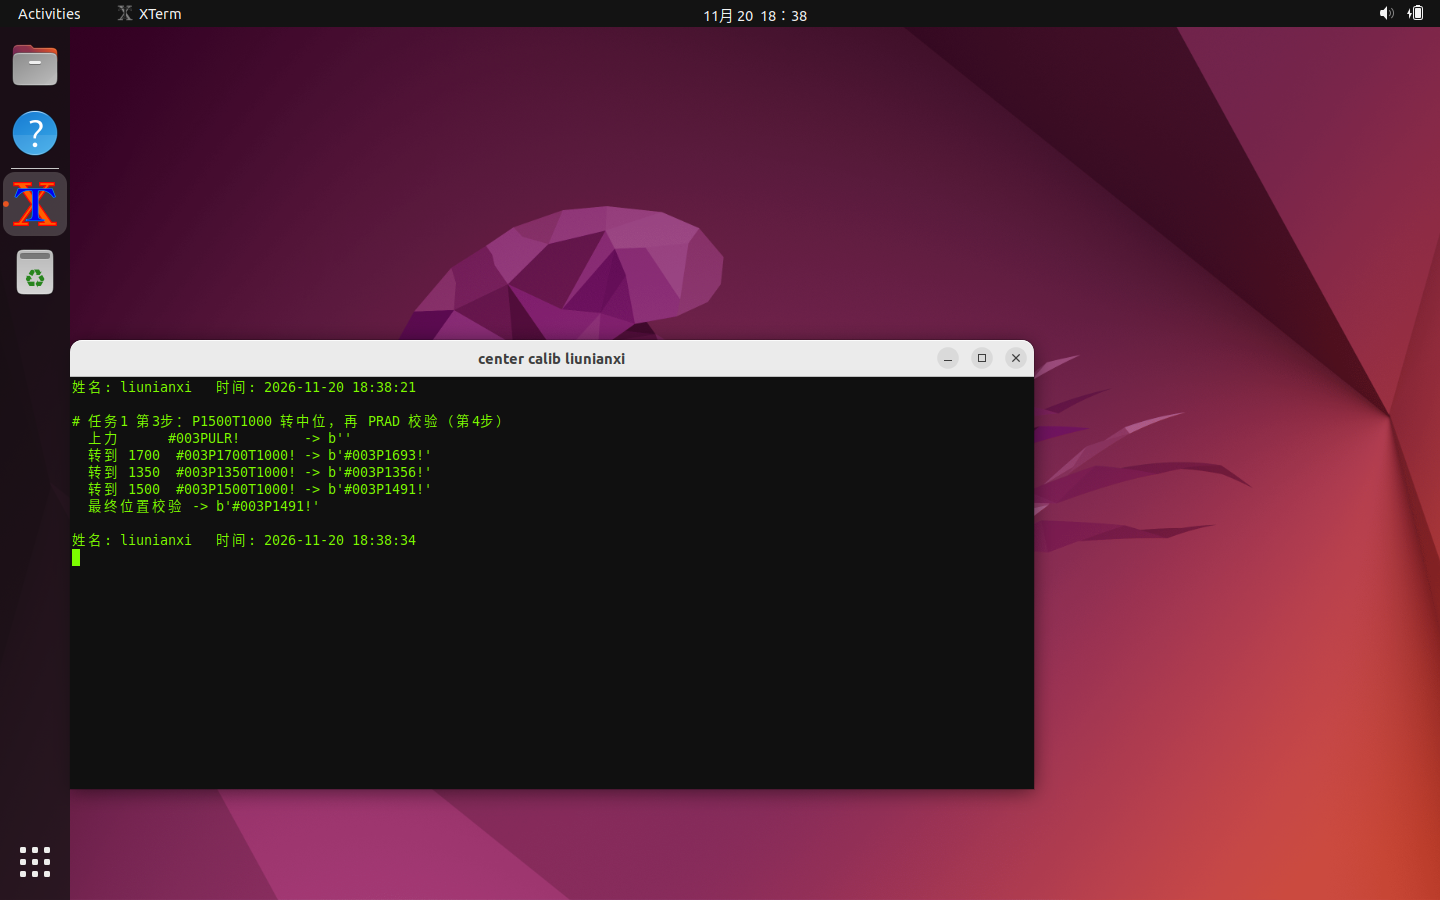 Activities
XTerm
11月 20 18：38
center calib liunianxi
姓名: liunianxi 时间: 2026-11-20 18:38:21
# 任务1 第3步: P1500T1000 转中位，再 PRAD 校验（第4步）
上力 #003PULR! -> b''
转到 1700 #003P1700T1000! -> b'#003P1693!'
转到 1350 #003P1350T1000! -> b'#003P1356!'
转到 1500 #003P1500T1000! -> b'#003P1491!'
最终位置校验 -> b'#003P1491!'
姓名: liunianxi 时间: 2026-11-20 18:38:34